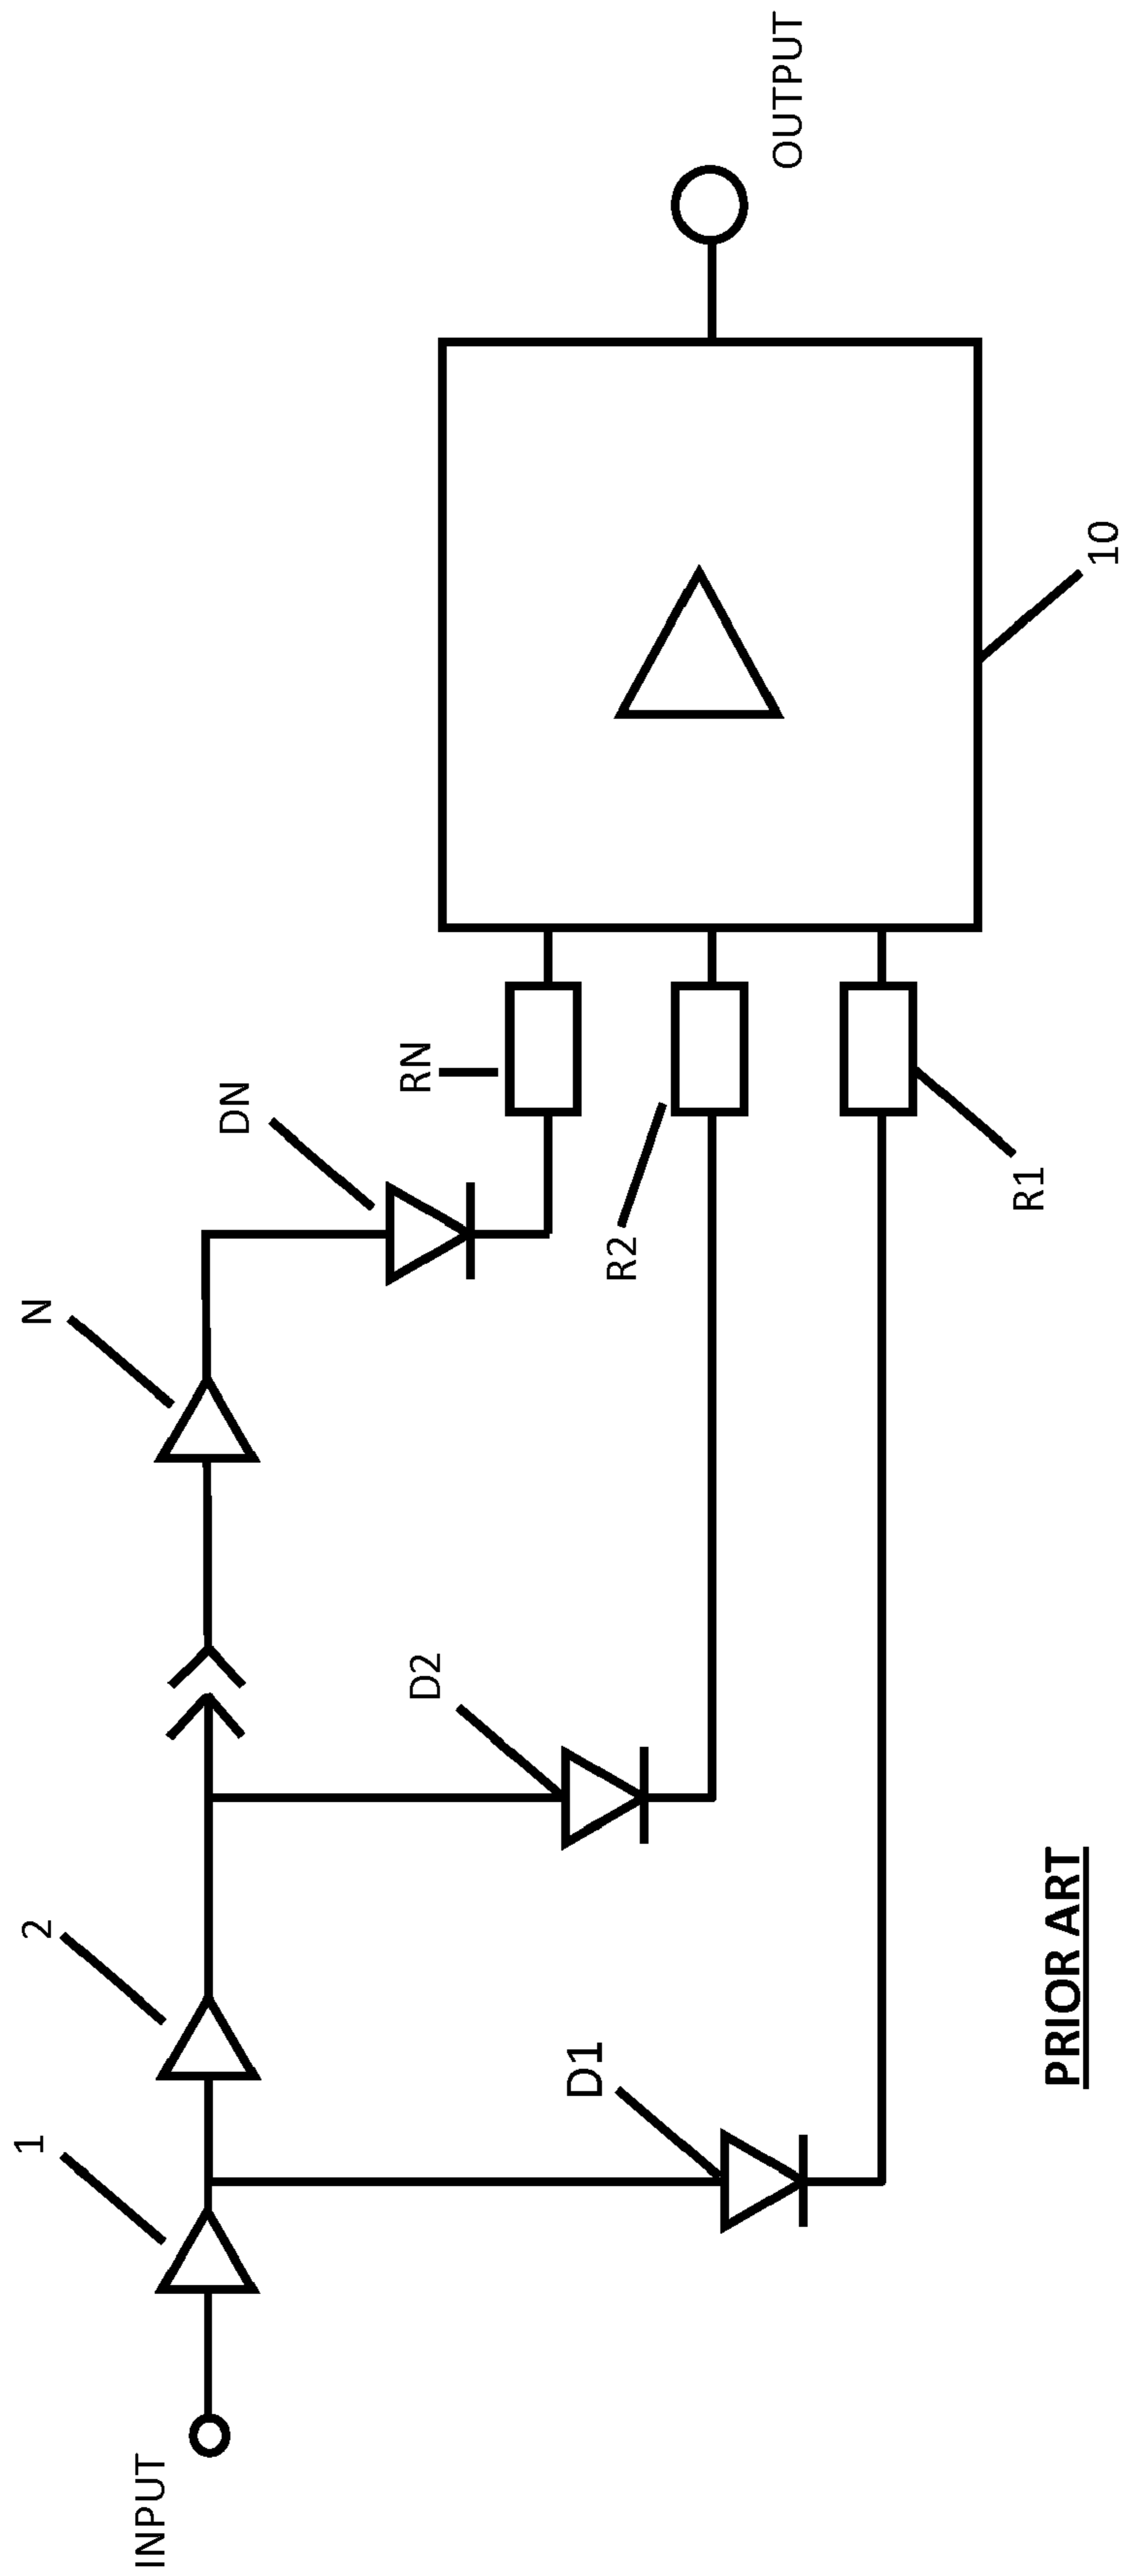 INPUT
1
2
N
D1
D2
DN
RN
R2
R1
10
OUTPUT
PRIOR ART